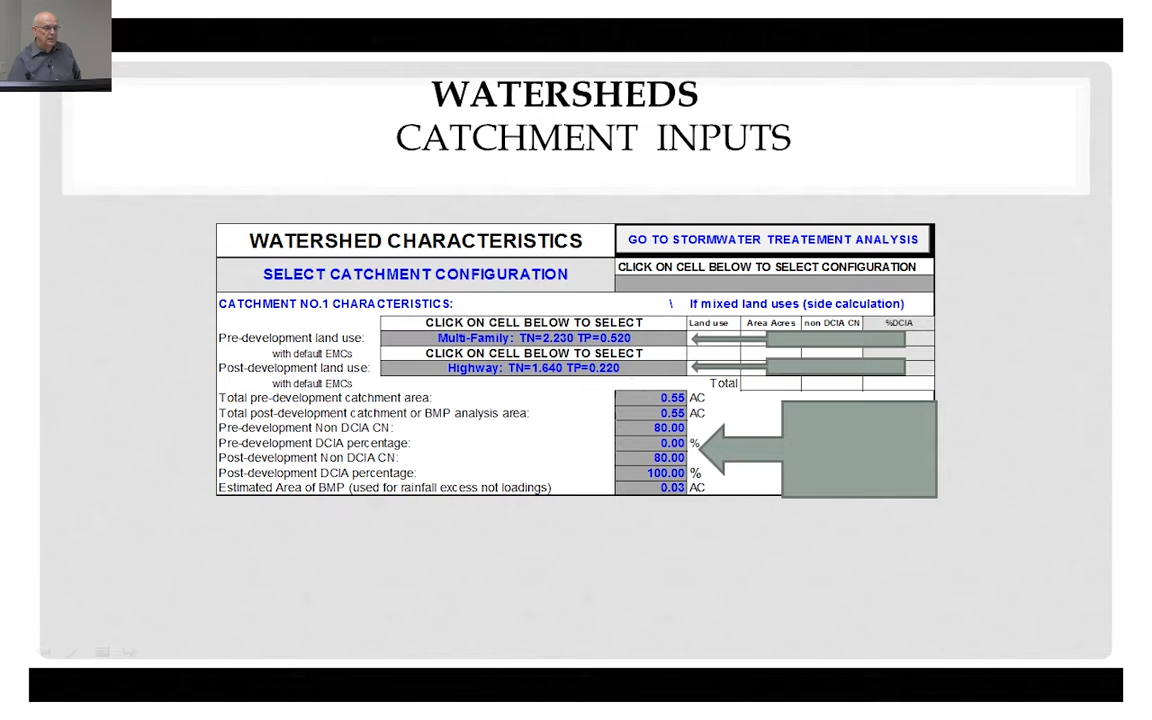 WATERSHEDS
CATCHMENT INPUTS
WATERSHED CHARACTERISTICS GO TO STORMWATER TREATEMENT ANALYSIS
SELECT CATCHMENT CONFIGURATION CLICK ON CELL BELOW TO SELECT CONFIGURATION
CATCHMENT NO.1 CHARACTERISTICS: \ If mixed land uses (side calculation)
CLICK ON CELL BELOW TO SELECT Land use Area Acres non DCIA CN %DCIA
Pre-development land use: Multi-Family: TN=2.230 TP=0.520
with default EMCs CLICK ON CELL BELOW TO SELECT
Post-development land use: Highway: TN=1.640 TP=0.220
with default EMCs Total
Total pre-development catchment area: 0.55 AC
Total post-development catchment or BMP analysis area: 0.55 AC
Pre-development Non DCIA CN: 80.00
Pre-development DCIA percentage: 0.00 %
Post-development Non DCIA CN: 80.00
Post-development DCIA percentage: 100.00 %
Estimated Area of BMP (used for rainfall excess not loadings) 0.03 AC